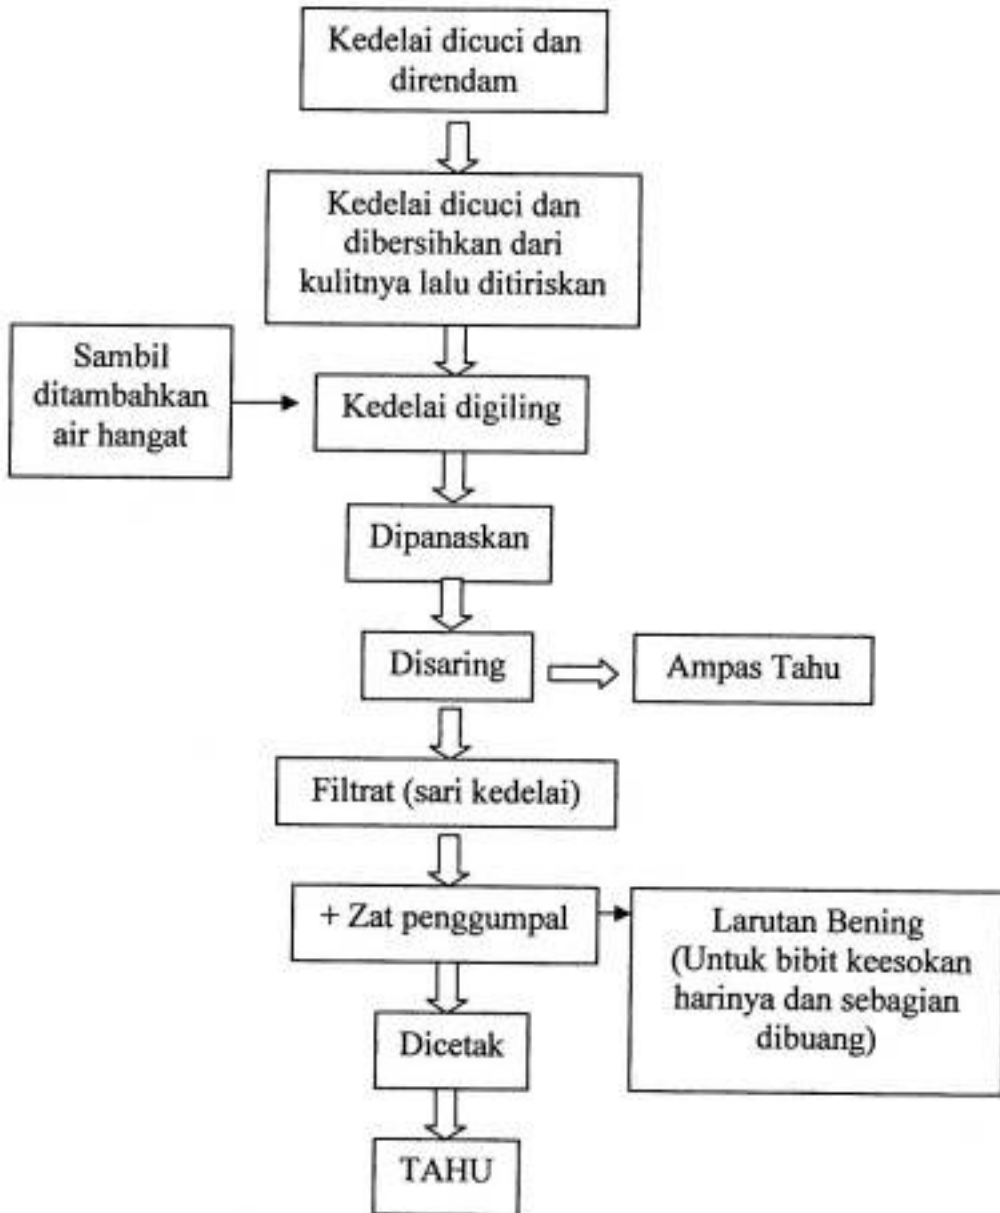 Kedelai dicuci dan
direndam
Kedelai dicuci dan
dibersihkan dari
kulitnya lalu ditiriskan
Sambil
ditambahkan
air hangat
Kedelai digiling
Dipanaskan
Disaring
Ampas Tahu
Filtrat (sari kedelai)
+ Zat penggumpal
Larutan Bening
(Untuk bibit keesokan
harinya dan sebagian
dibuang)
Dicetak
TAHU